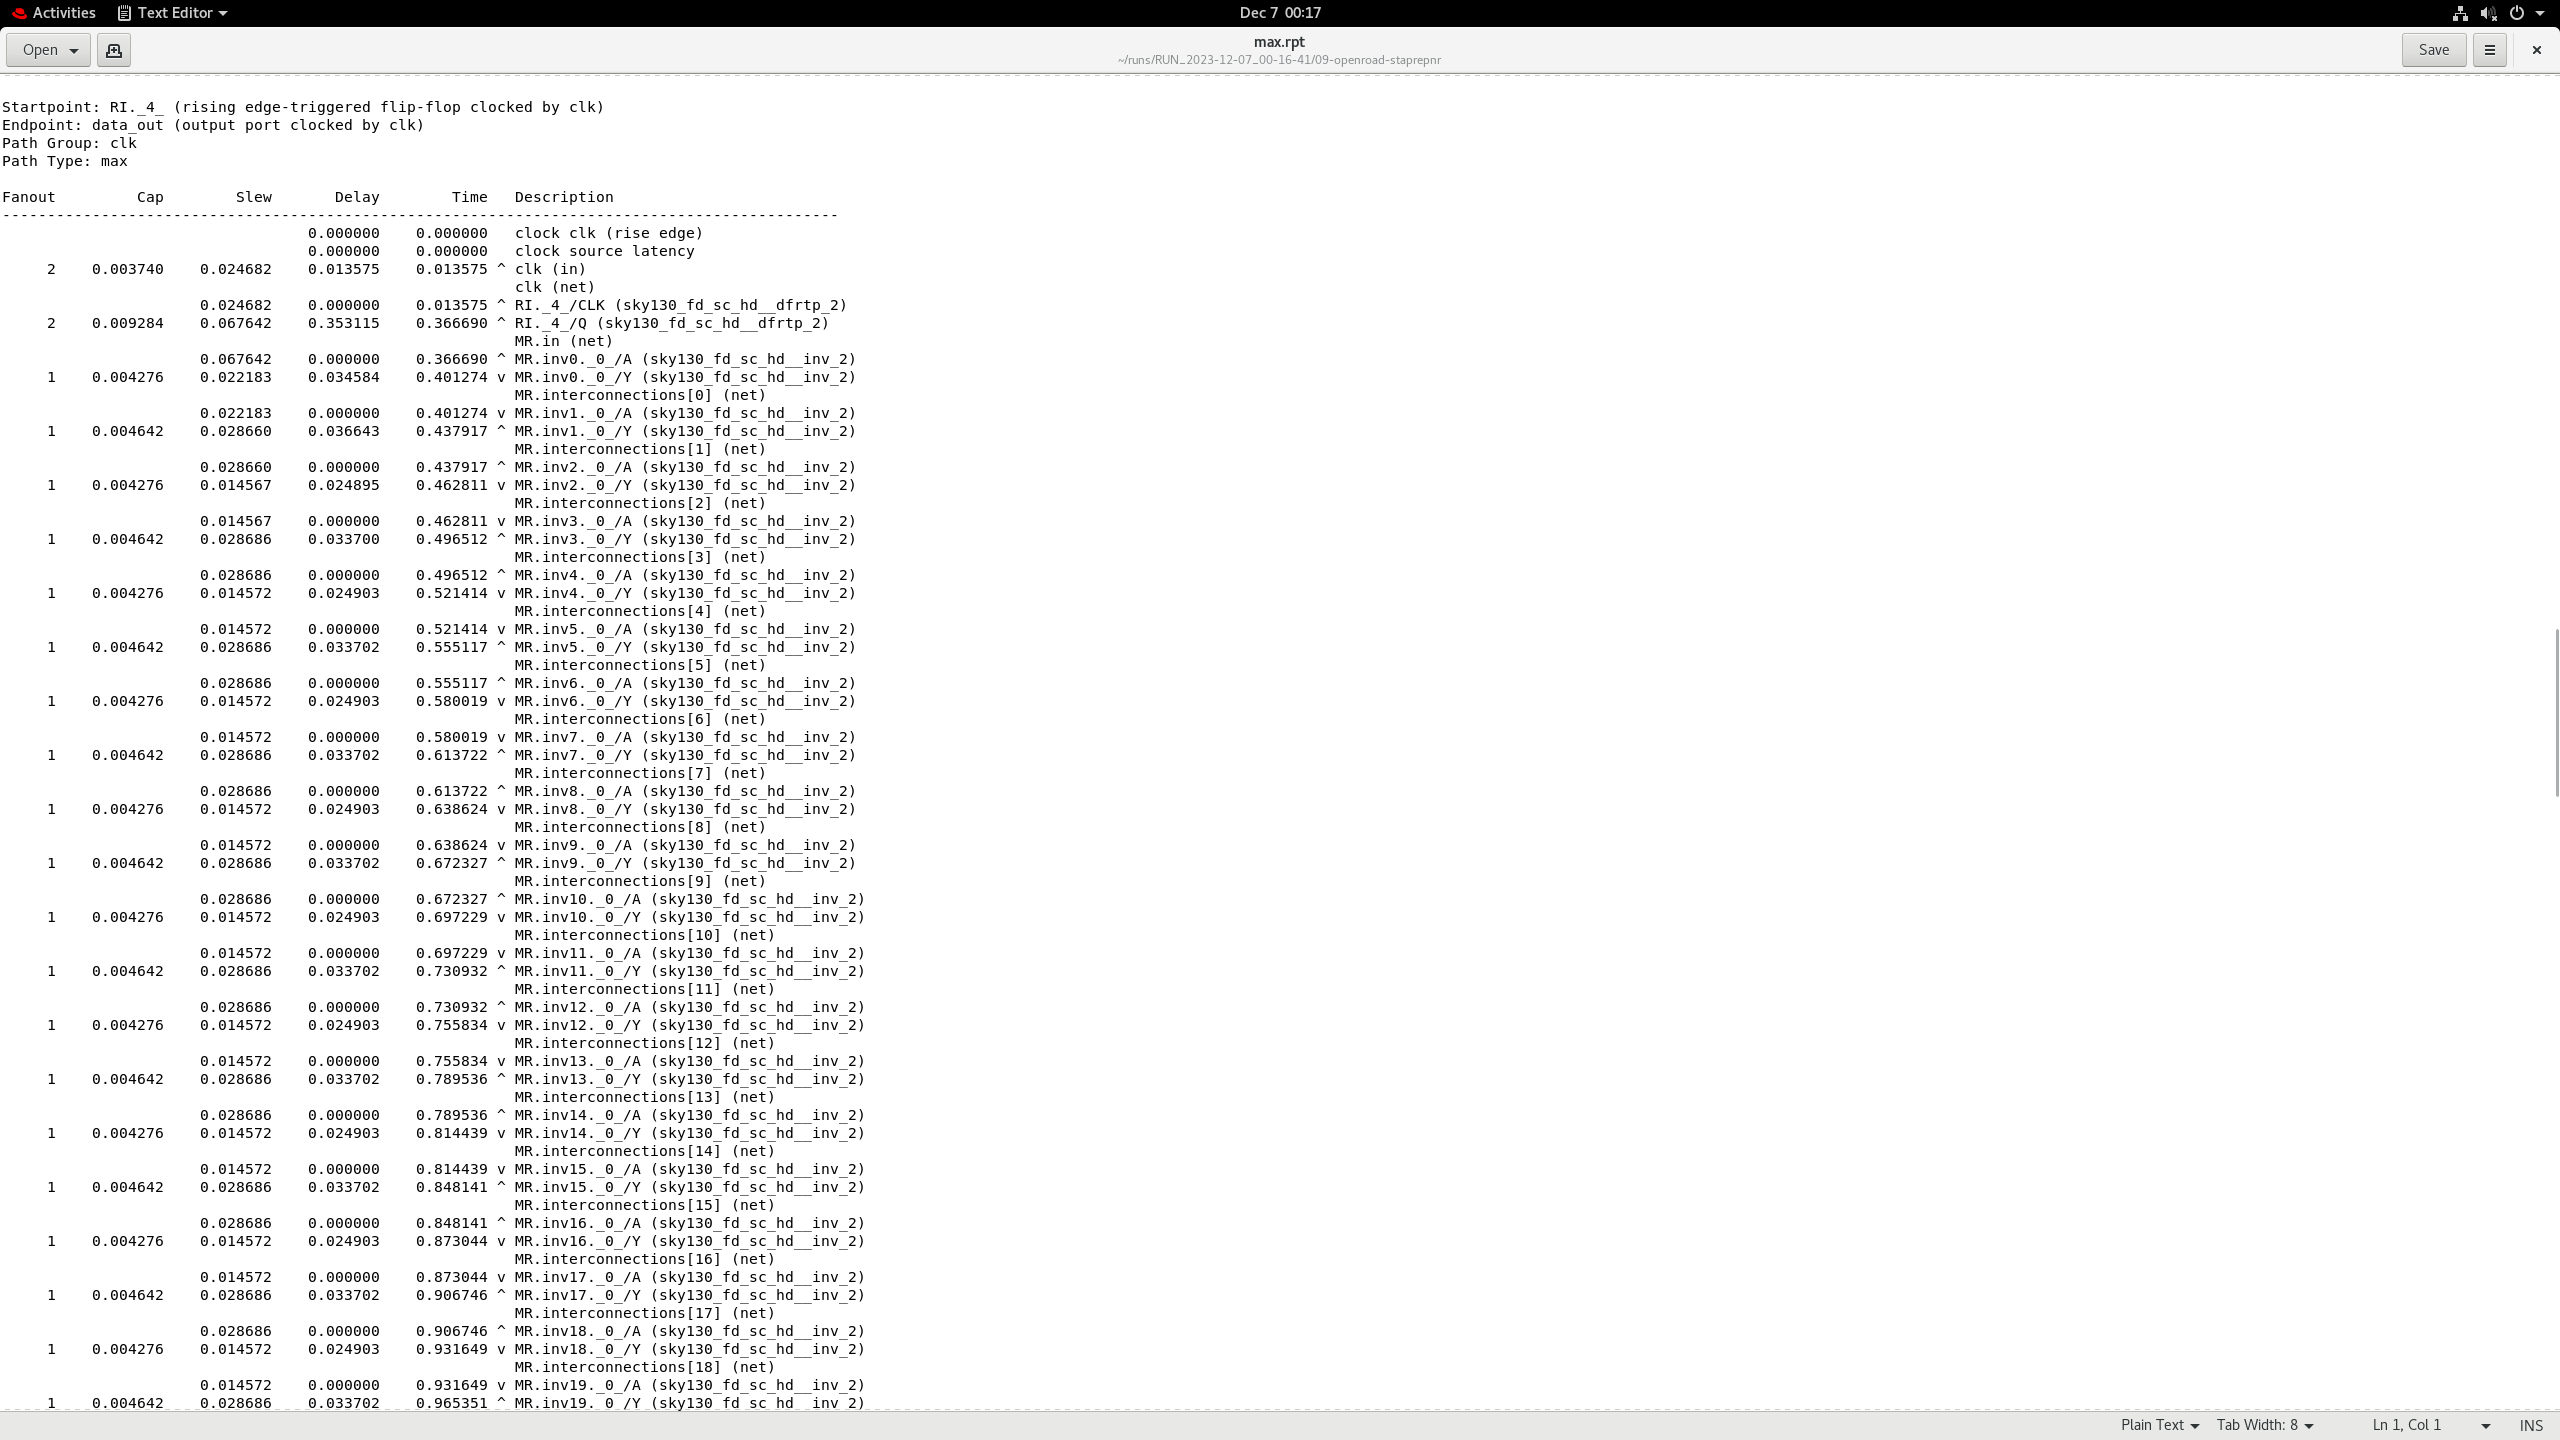 Activities Text Editor Dec 7 00:17
Open max.rpt Save
~/runs/RUN_2023-12-07_00-16-41/09-openroad-staprepnr
Startpoint: RI._4_ (rising edge-triggered flip-flop clocked by clk)
Endpoint: data_out (output port clocked by clk)
Path Group: clk
Path Type: max
Fanout Cap Slew Delay Time Description
---------------------------------------------------------------------------------------------
0.000000 0.000000 clock clk (rise edge)
0.000000 0.000000 clock source latency
2 0.003740 0.024682 0.013575 0.013575 ^ clk (in)
clk (net)
0.024682 0.000000 0.013575 ^ RI._4_/CLK (sky130_fd_sc_hd__dfrtp_2)
2 0.009284 0.067642 0.353115 0.366690 ^ RI._4_/Q (sky130_fd_sc_hd__dfrtp_2)
MR.in (net)
0.067642 0.000000 0.366690 ^ MR.inv0._0_/A (sky130_fd_sc_hd__inv_2)
1 0.004276 0.022183 0.034584 0.401274 v MR.inv0._0_/Y (sky130_fd_sc_hd__inv_2)
MR.interconnections[0] (net)
0.022183 0.000000 0.401274 v MR.inv1._0_/A (sky130_fd_sc_hd__inv_2)
1 0.004642 0.028660 0.036643 0.437917 ^ MR.inv1._0_/Y (sky130_fd_sc_hd__inv_2)
MR.interconnections[1] (net)
0.028660 0.000000 0.437917 ^ MR.inv2._0_/A (sky130_fd_sc_hd__inv_2)
1 0.004276 0.014567 0.024895 0.462811 v MR.inv2._0_/Y (sky130_fd_sc_hd__inv_2)
MR.interconnections[2] (net)
0.014567 0.000000 0.462811 v MR.inv3._0_/A (sky130_fd_sc_hd__inv_2)
1 0.004642 0.028686 0.033700 0.496512 ^ MR.inv3._0_/Y (sky130_fd_sc_hd__inv_2)
MR.interconnections[3] (net)
0.028686 0.000000 0.496512 ^ MR.inv4._0_/A (sky130_fd_sc_hd__inv_2)
1 0.004276 0.014572 0.024903 0.521414 v MR.inv4._0_/Y (sky130_fd_sc_hd__inv_2)
MR.interconnections[4] (net)
0.014572 0.000000 0.521414 v MR.inv5._0_/A (sky130_fd_sc_hd__inv_2)
1 0.004642 0.028686 0.033702 0.555117 ^ MR.inv5._0_/Y (sky130_fd_sc_hd__inv_2)
MR.interconnections[5] (net)
0.028686 0.000000 0.555117 ^ MR.inv6._0_/A (sky130_fd_sc_hd__inv_2)
1 0.004276 0.014572 0.024903 0.580019 v MR.inv6._0_/Y (sky130_fd_sc_hd__inv_2)
MR.interconnections[6] (net)
0.014572 0.000000 0.580019 v MR.inv7._0_/A (sky130_fd_sc_hd__inv_2)
1 0.004642 0.028686 0.033702 0.613722 ^ MR.inv7._0_/Y (sky130_fd_sc_hd__inv_2)
MR.interconnections[7] (net)
0.028686 0.000000 0.613722 ^ MR.inv8._0_/A (sky130_fd_sc_hd__inv_2)
1 0.004276 0.014572 0.024903 0.638624 v MR.inv8._0_/Y (sky130_fd_sc_hd__inv_2)
MR.interconnections[8] (net)
0.014572 0.000000 0.638624 v MR.inv9._0_/A (sky130_fd_sc_hd__inv_2)
1 0.004642 0.028686 0.033702 0.672327 ^ MR.inv9._0_/Y (sky130_fd_sc_hd__inv_2)
MR.interconnections[9] (net)
0.028686 0.000000 0.672327 ^ MR.inv10._0_/A (sky130_fd_sc_hd__inv_2)
1 0.004276 0.014572 0.024903 0.697229 v MR.inv10._0_/Y (sky130_fd_sc_hd__inv_2)
MR.interconnections[10] (net)
0.014572 0.000000 0.697229 v MR.inv11._0_/A (sky130_fd_sc_hd__inv_2)
1 0.004642 0.028686 0.033702 0.730932 ^ MR.inv11._0_/Y (sky130_fd_sc_hd__inv_2)
MR.interconnections[11] (net)
0.028686 0.000000 0.730932 ^ MR.inv12._0_/A (sky130_fd_sc_hd__inv_2)
1 0.004276 0.014572 0.024903 0.755834 v MR.inv12._0_/Y (sky130_fd_sc_hd__inv_2)
MR.interconnections[12] (net)
0.014572 0.000000 0.755834 v MR.inv13._0_/A (sky130_fd_sc_hd__inv_2)
1 0.004642 0.028686 0.033702 0.789536 ^ MR.inv13._0_/Y (sky130_fd_sc_hd__inv_2)
MR.interconnections[13] (net)
0.028686 0.000000 0.789536 ^ MR.inv14._0_/A (sky130_fd_sc_hd__inv_2)
1 0.004276 0.014572 0.024903 0.814439 v MR.inv14._0_/Y (sky130_fd_sc_hd__inv_2)
MR.interconnections[14] (net)
0.014572 0.000000 0.814439 v MR.inv15._0_/A (sky130_fd_sc_hd__inv_2)
1 0.004642 0.028686 0.033702 0.848141 ^ MR.inv15._0_/Y (sky130_fd_sc_hd__inv_2)
MR.interconnections[15] (net)
0.028686 0.000000 0.848141 ^ MR.inv16._0_/A (sky130_fd_sc_hd__inv_2)
1 0.004276 0.014572 0.024903 0.873044 v MR.inv16._0_/Y (sky130_fd_sc_hd__inv_2)
MR.interconnections[16] (net)
0.014572 0.000000 0.873044 v MR.inv17._0_/A (sky130_fd_sc_hd__inv_2)
1 0.004642 0.028686 0.033702 0.906746 ^ MR.inv17._0_/Y (sky130_fd_sc_hd__inv_2)
MR.interconnections[17] (net)
0.028686 0.000000 0.906746 ^ MR.inv18._0_/A (sky130_fd_sc_hd__inv_2)
1 0.004276 0.014572 0.024903 0.931649 v MR.inv18._0_/Y (sky130_fd_sc_hd__inv_2)
MR.interconnections[18] (net)
0.014572 0.000000 0.931649 v MR.inv19._0_/A (sky130_fd_sc_hd__inv_2)
1 0.004642 0.028686 0.033702 0.965351 ^ MR.inv19._0_/Y (sky130_fd_sc_hd__inv_2)
Plain Text Tab Width: 8 Ln 1, Col 1 INS